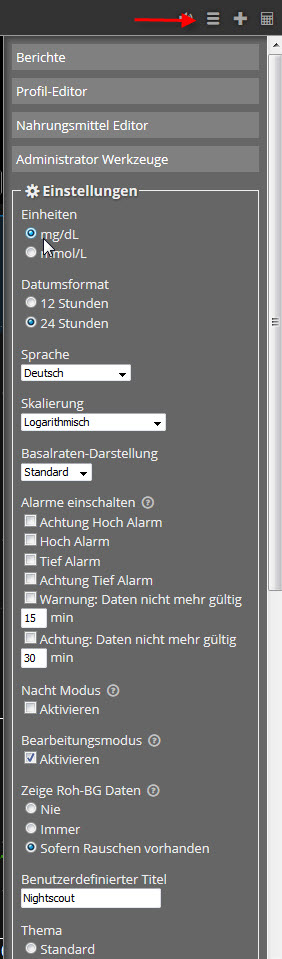 Berichte
Profil-Editor
Nahrungsmittel Editor
Administrator Werkzeuge
Einstellungen
Einheiten
mg/dL
mmol/L
Datumsformat
12 Stunden
24 Stunden
Sprache
Deutsch
Skalierung
Logarithmisch
Basalraten-Darstellung
Standard
Alarme einschalten ?
Achtung Hoch Alarm
Hoch Alarm
Tief Alarm
Achtung Tief Alarm
Warnung: Daten nicht mehr gültig
15 min
Achtung: Daten nicht mehr gültig
30 min
Nacht Modus ?
Aktivieren
Bearbeitungsmodus ?
Aktivieren
Zeige Roh-BG Daten ?
Nie
Immer
Sofern Rauschen vorhanden
Benutzerdefinierter Titel
Nightscout
Thema
Standard